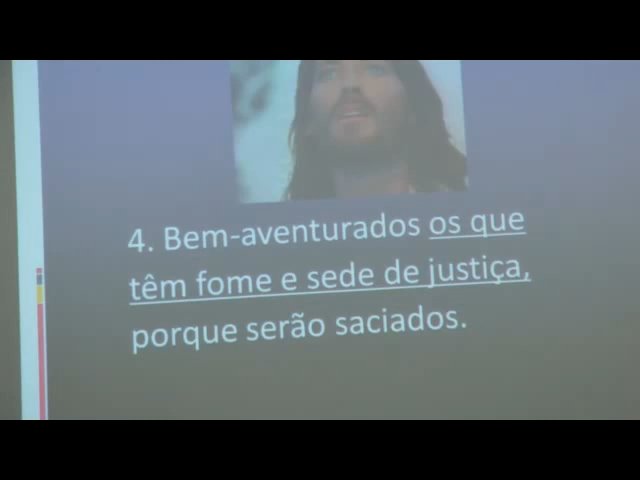 4. Bem-aventurados os que
têm fome e sede de justiça,
porque serão saciados.